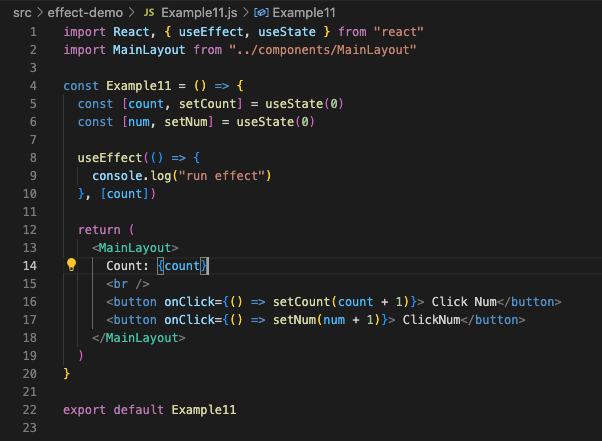 src > effect-demo > JS Example11.js > Example11
1 import React, { useEffect, useState } from "react"
2 import MainLayout from "../components/MainLayout"
3
4 const Example11 = () => {
5   const [count, setCount] = useState(0)
6   const [num, setNum] = useState(0)
7
8   useEffect(() => {
9     console.log("run effect")
10   }, [count])
11
12   return (
13     <MainLayout>
14       Count: {count}
15       <br />
16       <button onClick={() => setCount(count + 1)}> Click Num</button>
17       <button onClick={() => setNum(num + 1)}> ClickNum</button>
18     </MainLayout>
19   )
20 }
21
22 export default Example11
23